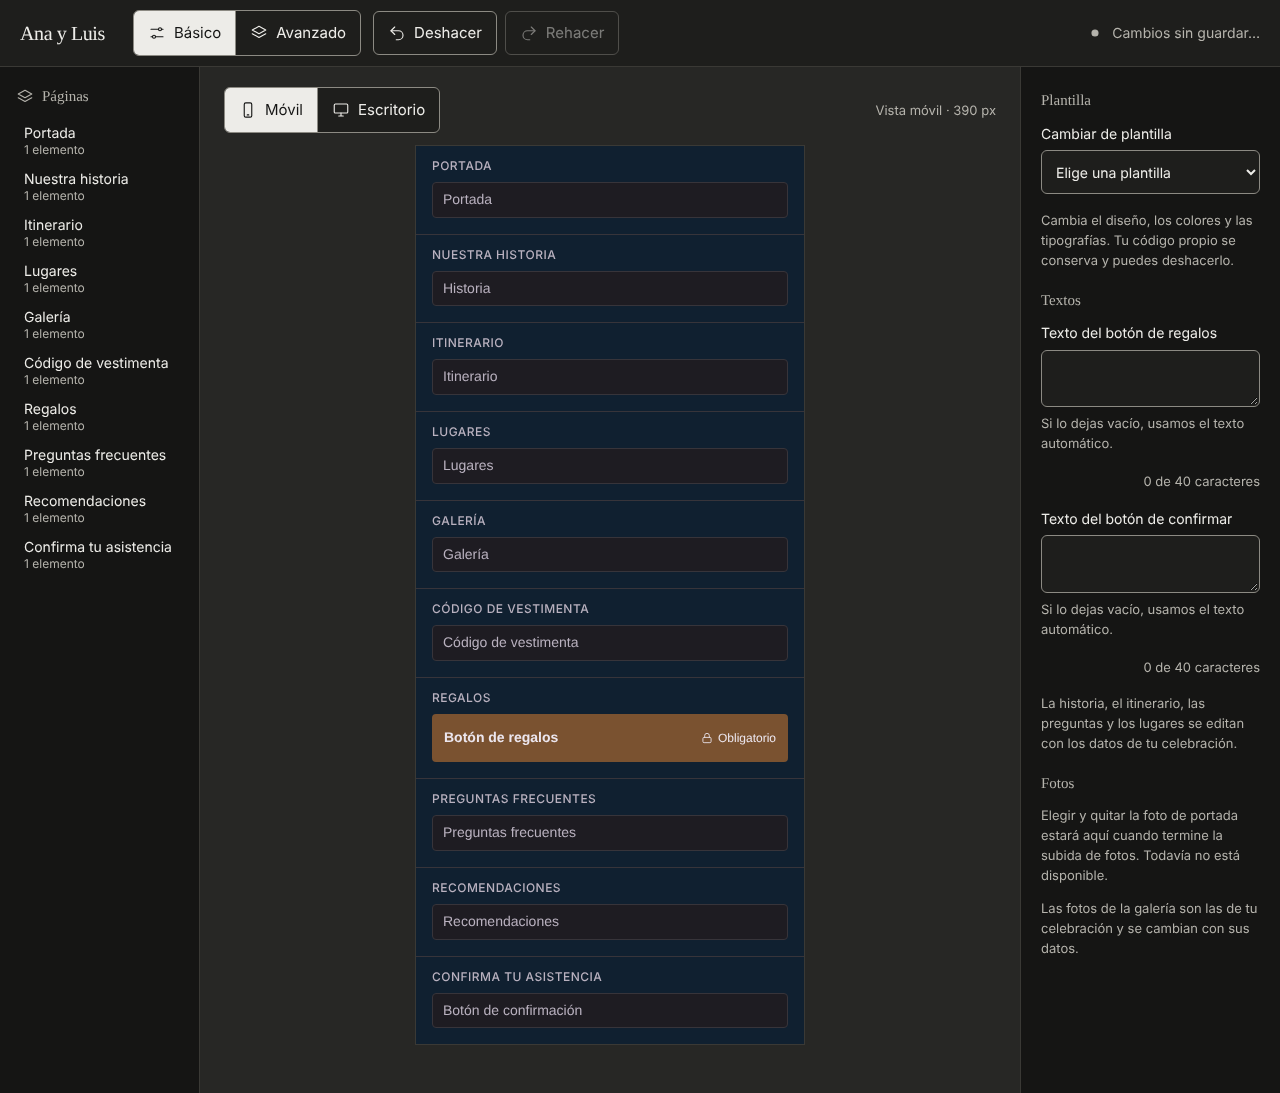 Ana y Luis
Básico
Avanzado
Deshacer
Rehacer
Cambios sin guardar...
Páginas
Portada
1 elemento
Nuestra historia
1 elemento
Itinerario
1 elemento
Lugares
1 elemento
Galería
1 elemento
Código de vestimenta
1 elemento
Regalos
1 elemento
Preguntas frecuentes
1 elemento
Recomendaciones
1 elemento
Confirma tu asistencia
1 elemento
Móvil
Escritorio
Vista móvil · 390 px
PORTADA
Portada
NUESTRA HISTORIA
Historia
ITINERARIO
Itinerario
LUGARES
Lugares
GALERÍA
Galería
CÓDIGO DE VESTIMENTA
Código de vestimenta
REGALOS
Botón de regalos
Obligatorio
PREGUNTAS FRECUENTES
Preguntas frecuentes
RECOMENDACIONES
Recomendaciones
CONFIRMA TU ASISTENCIA
Botón de confirmación
Plantilla
Cambiar de plantilla
Elige una plantilla
Cambia el diseño, los colores y las
tipografías. Tu código propio se
conserva y puedes deshacerlo.
Textos
Texto del botón de regalos
Si lo dejas vacío, usamos el texto
automático.
0 de 40 caracteres
Texto del botón de confirmar
Si lo dejas vacío, usamos el texto
automático.
0 de 40 caracteres
La historia, el itinerario, las
preguntas y los lugares se editan
con los datos de tu celebración.
Fotos
Elegir y quitar la foto de portada
estará aquí cuando termine la
subida de fotos. Todavía no está
disponible.
Las fotos de la galería son las de tu
celebración y se cambian con sus
datos.